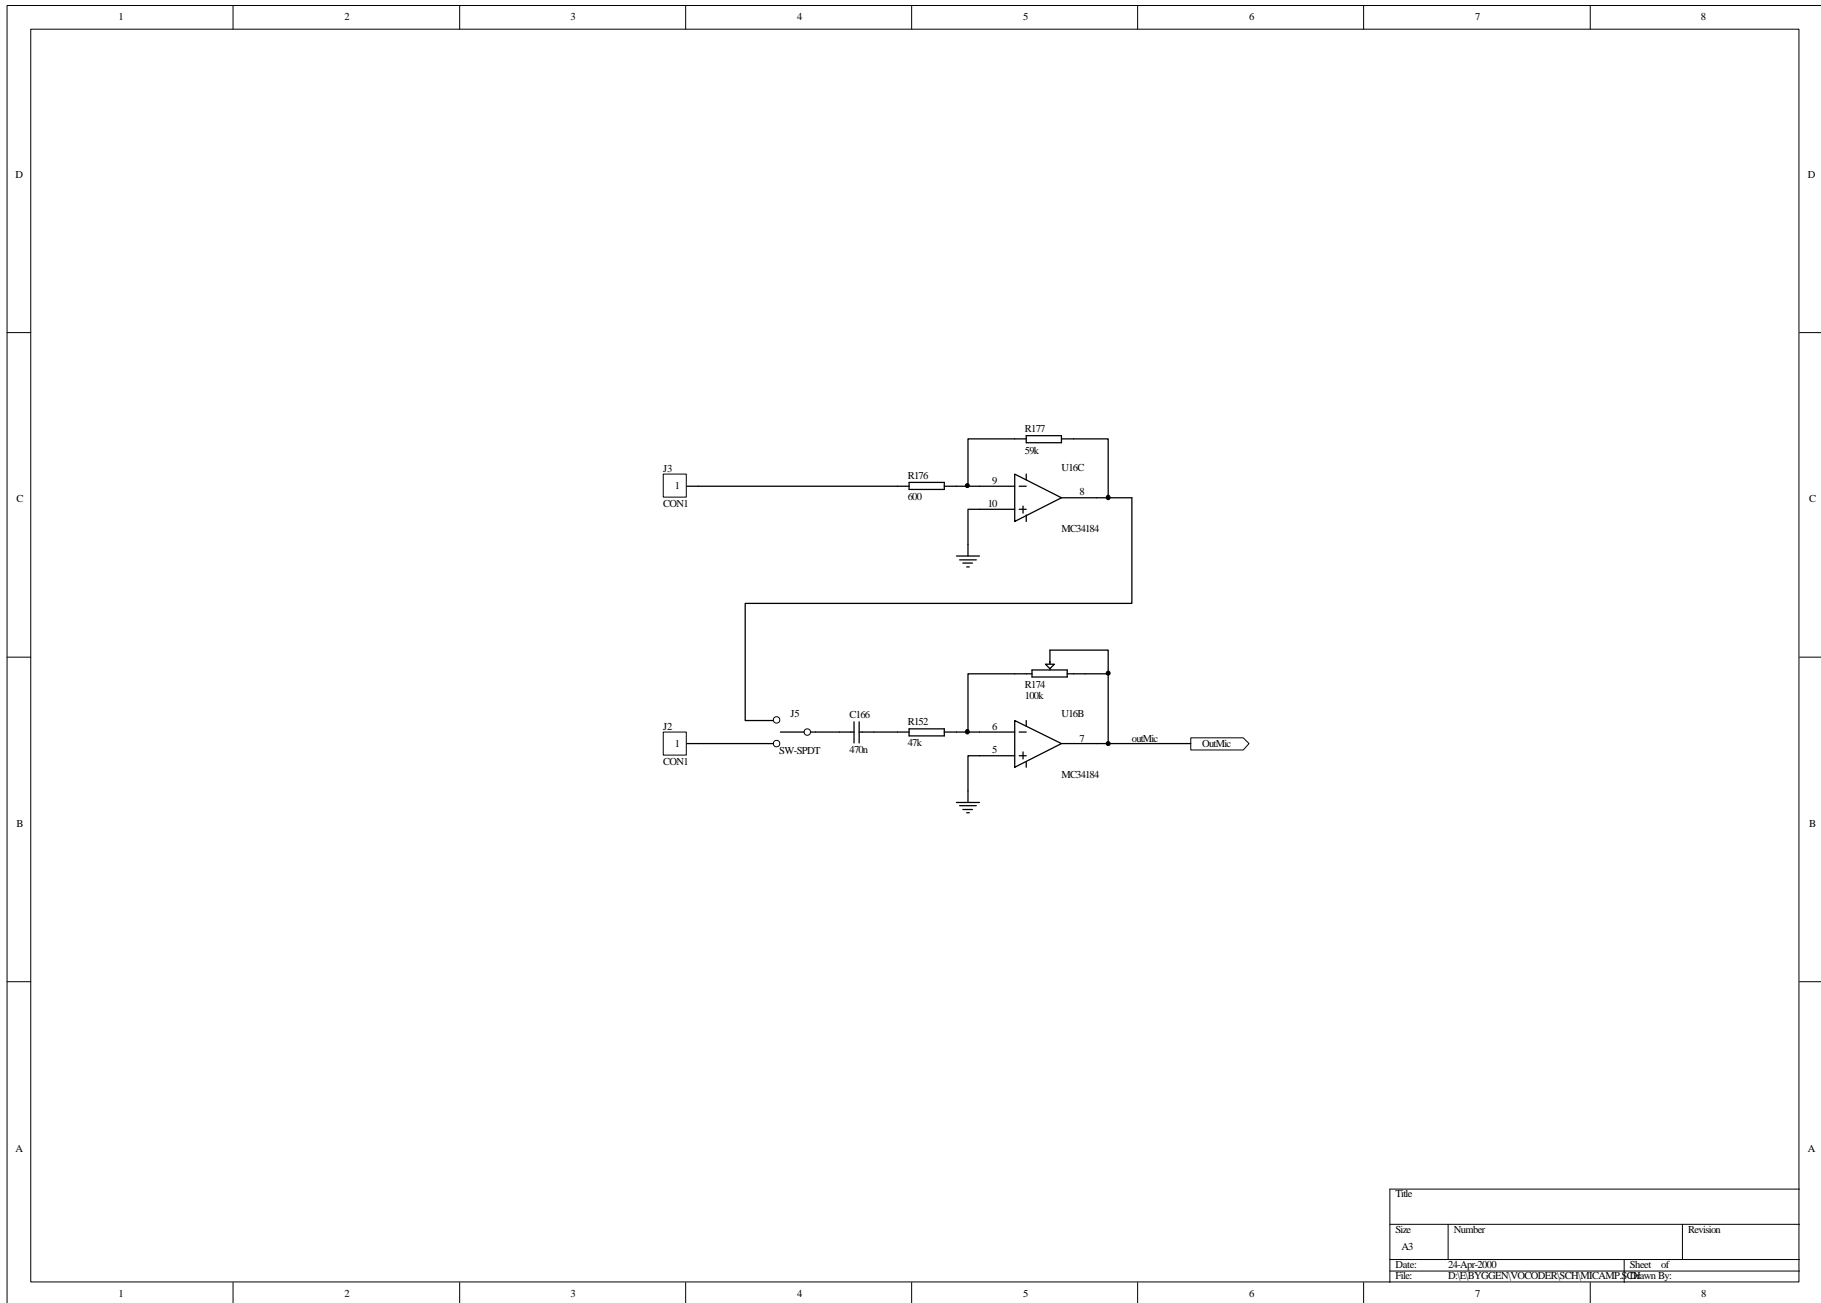 1 2 3 4 5 6 7 8
D D
R177
59k
J3
1
CON1
R176
600
U16C
9
10
8
MC34184
C C
R174
100k
J5
SW-SPDT
C166
470n
R152
47k
U16B
J2
1
CON1
6
5
7
outMic
OutMic
MC34184
B B
A A
Title
Size Number Revision
A3
Date: 24-Apr-2000 Sheet of
File: D:\E\BYGGEN\VOCODER\SCH\MICAMP.SCH Drawn By:
1 2 3 4 5 6 7 8